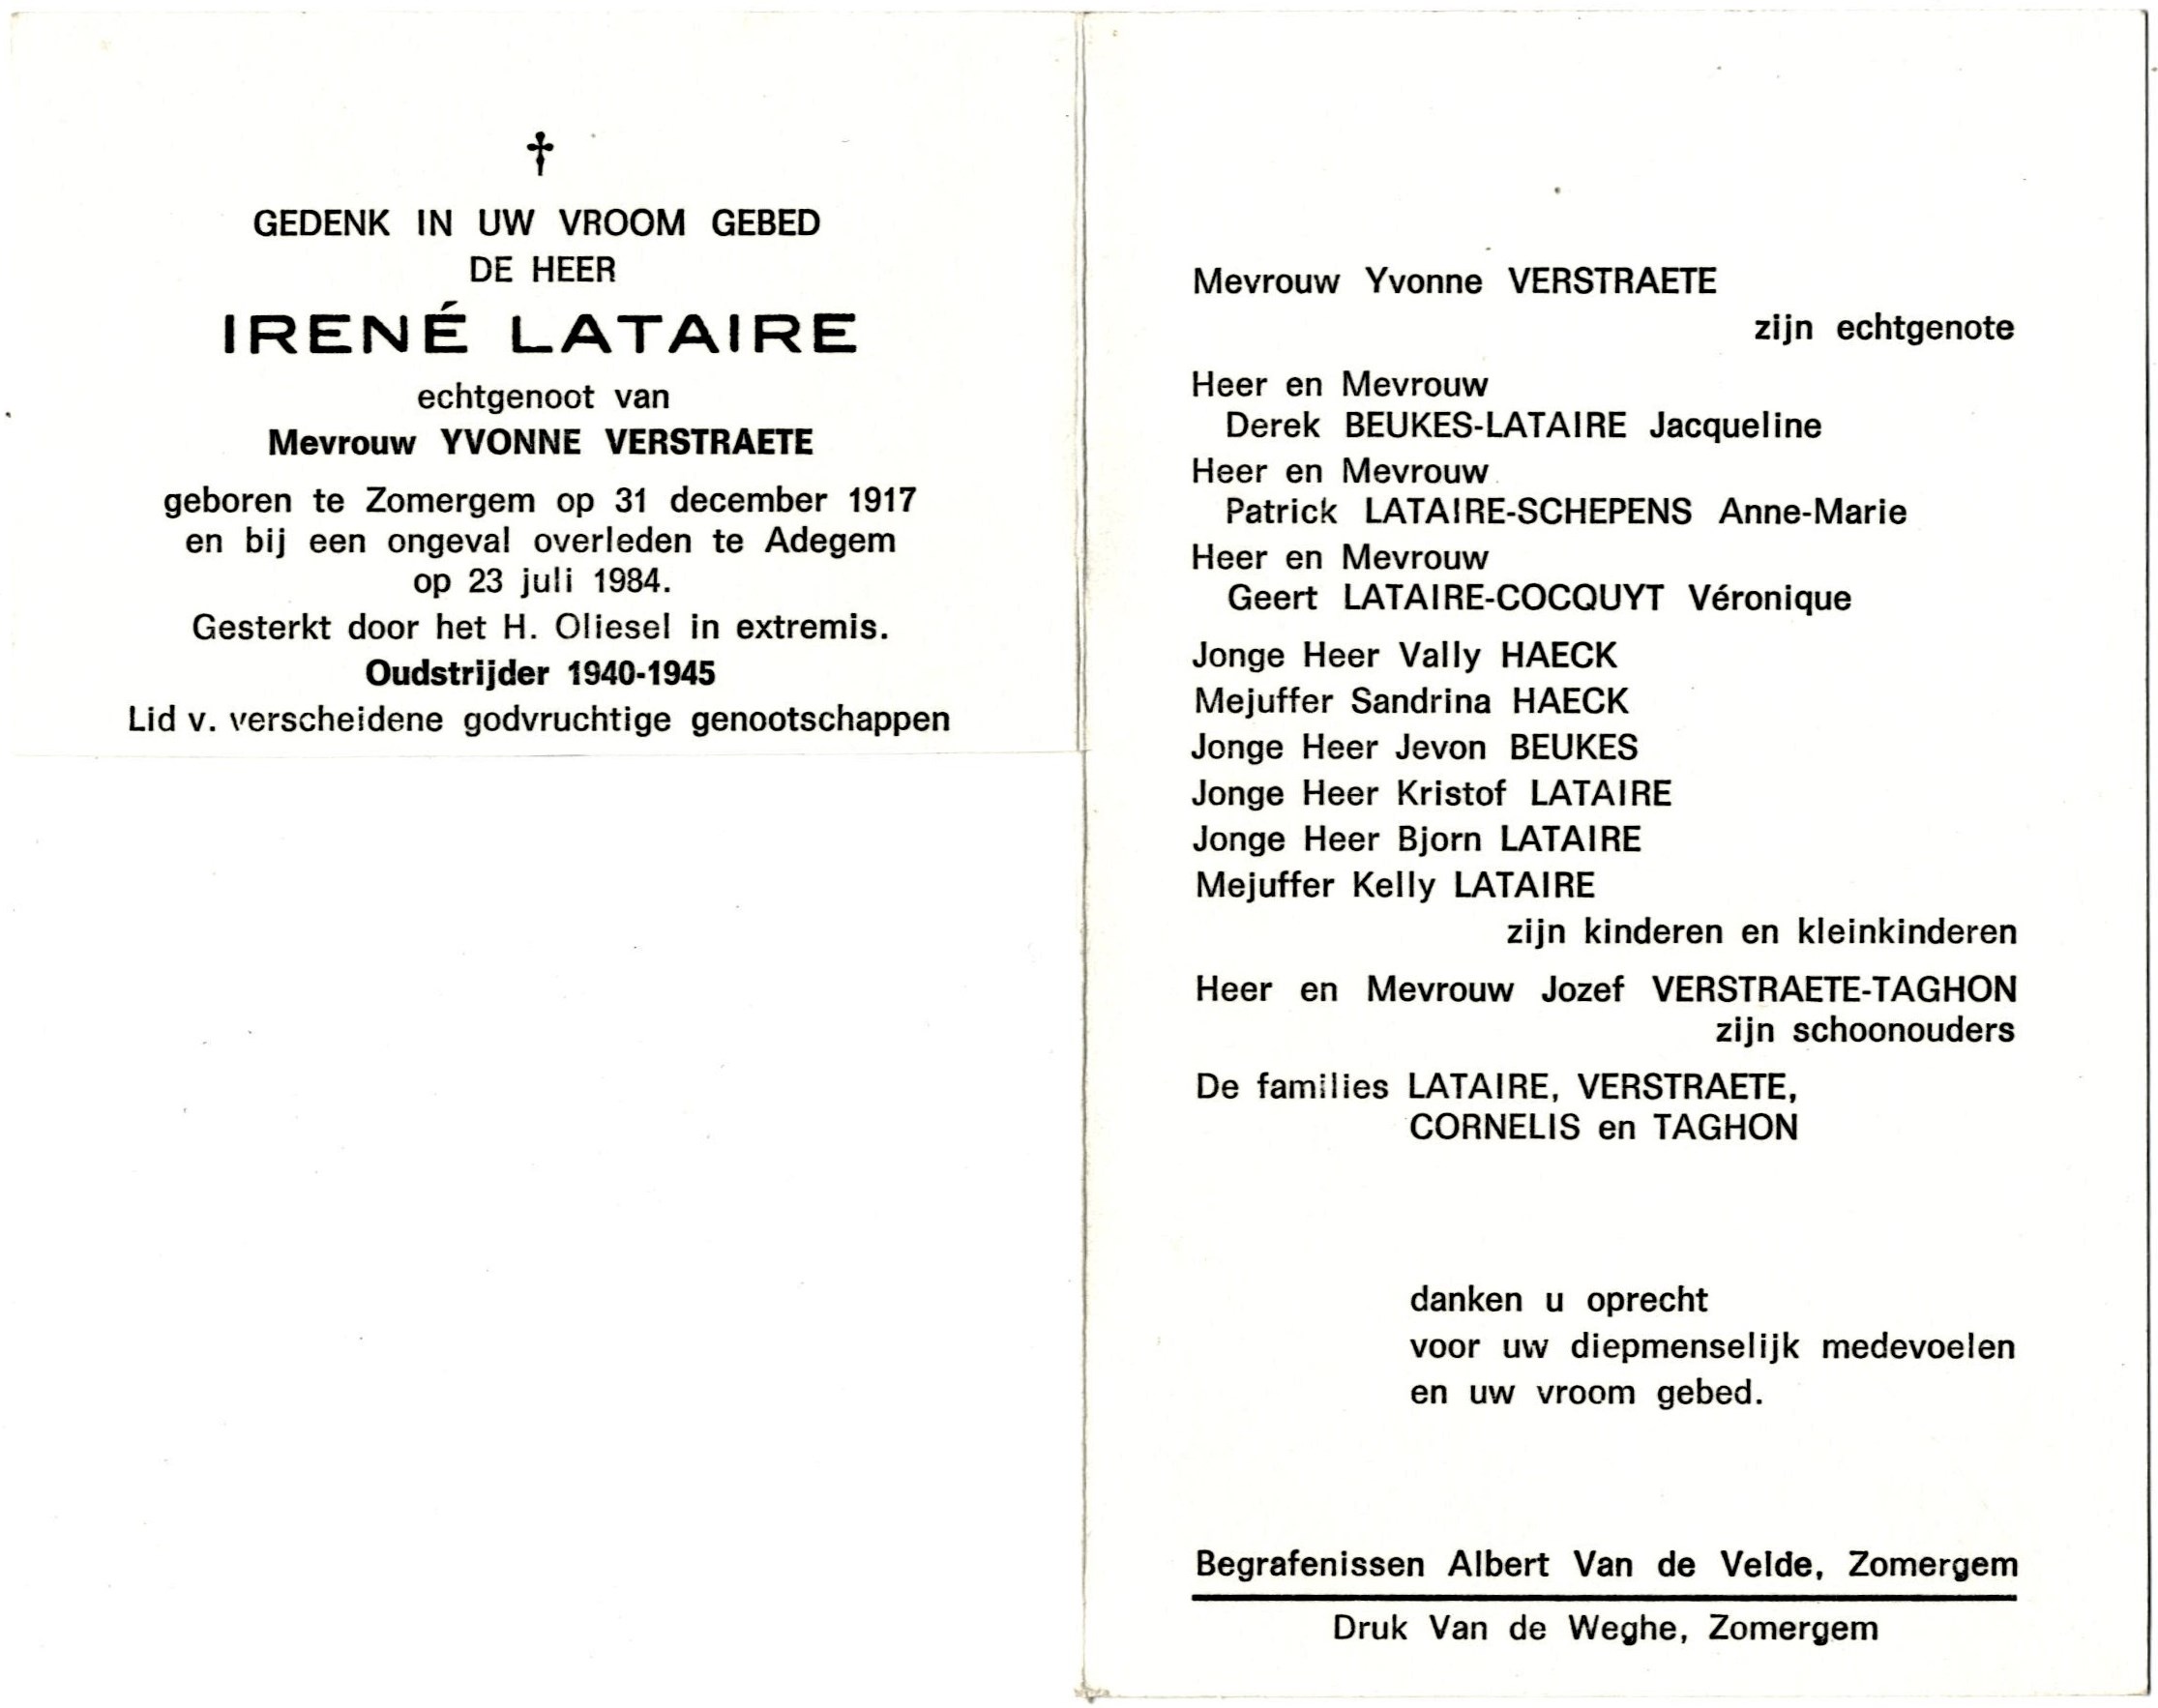 GEDENK IN UW VROOM GEBED
DE HEER
IRENÉ LATAIRE
echtgenoot van
Mevrouw YVONNE VERSTRAETE
geboren te Zomergem op 31 december 1917
en bij een ongeval overleden te Adegem
op 23 juli 1984.
Gesterkt door het H. Oliesel in extremis.
Oudstrijder 1940-1945
Lid v. verscheidene godvruchtige genootschappen
Mevrouw Yvonne VERSTRAETE
zijn echtgenote
Heer en Mevrouw
Derek BEUKES-LATAIRE Jacqueline
Heer en Mevrouw
Patrick LATAIRE-SCHEPENS Anne-Marie
Heer en Mevrouw
Geert LATAIRE-COCQUYT Véronique
Jonge Heer Vally HAECK
Mejuffer Sandrina HAECK
Jonge Heer Jevon BEUKES
Jonge Heer Kristof LATAIRE
Jonge Heer Bjorn LATAIRE
Mejuffer Kelly LATAIRE
zijn kinderen en kleinkinderen
Heer en Mevrouw Jozef VERSTRAETE-TAGHON
zijn schoonouders
De families LATAIRE, VERSTRAETE,
CORNELIS en TAGHON
danken u oprecht
voor uw diepmenselijk medevoelen
en uw vroom gebed.
Begrafenissen Albert Van de Velde, Zomergem
Druk Van de Weghe, Zomergem